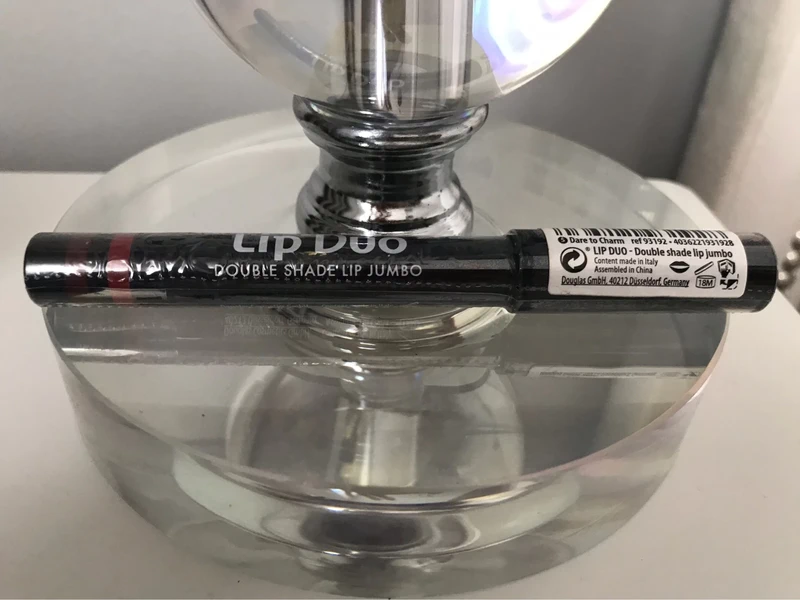 Lip Duo
DOUBLE SHADE LIP JUMBO
5 Dare to Charm ref 93192 • 4036221931928
® LIP DUO - Double shade lip jumbo
Content made in Italy
Assembled in China
Douglas GmbH, 40212 Düsseldorf, Germany
18M